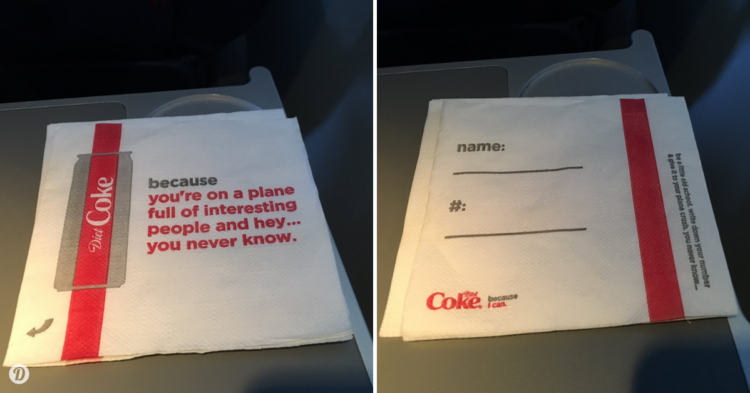 Diet Coke
because
you're on a plane
full of interesting
people and hey...
you never know.
D
name:
#:
be a little old school. write down your number
& give it to your plane crush. you never know...
Diet
Coke
because
i can.